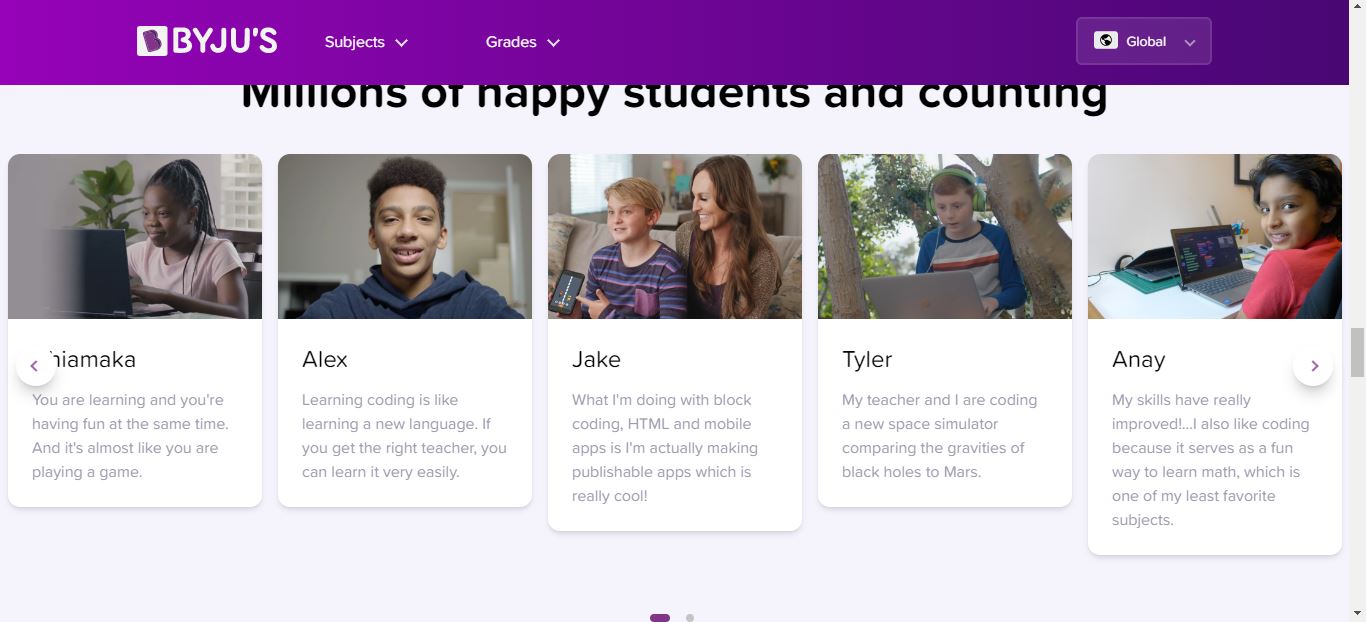 BYJU'S
Subjects
Grades
Global
Millions of happy students and counting
hiamaka
You are learning and you're
having fun at the same time.
And it's almost like you are
playing a game.
Alex
Learning coding is like
learning a new language. If
you get the right teacher, you
can learn it very easily.
Jake
What I'm doing with block
coding, HTML and mobile
apps is I'm actually making
publishable apps which is
really cool!
Tyler
My teacher and I are coding
a new space simulator
comparing the gravities of
black holes to Mars.
Anay
My skills have really
improved!...I also like coding
because it serves as a fun
way to learn math, which is
one of my least favorite
subjects.